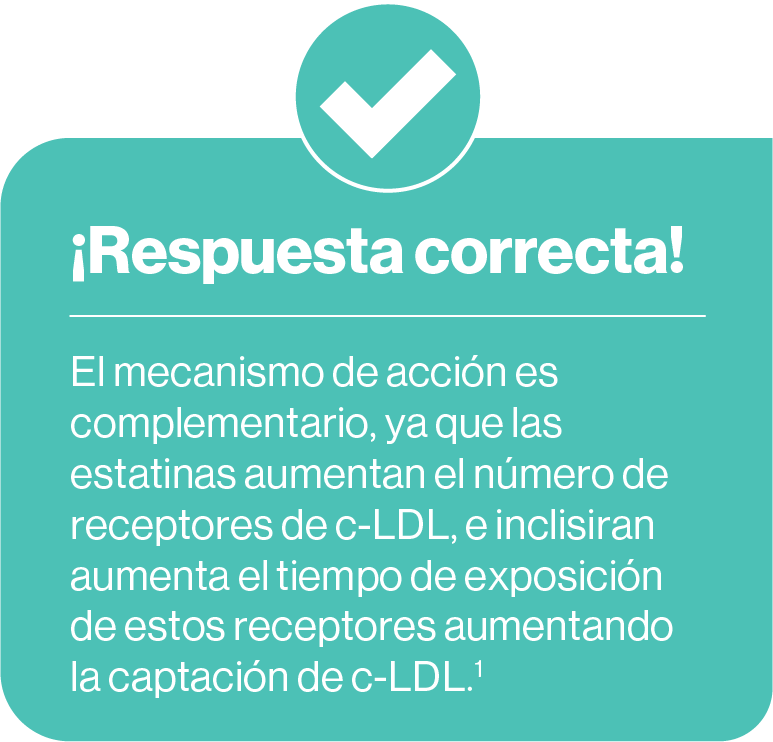 ¡Respuesta correcta!
El mecanismo de acción es
complementario, ya que las
estatinas aumentan el número de
receptores de c-LDL, e inclisiran
aumenta el tiempo de exposición
de estos receptores aumentando
la captación de c-LDL.¹